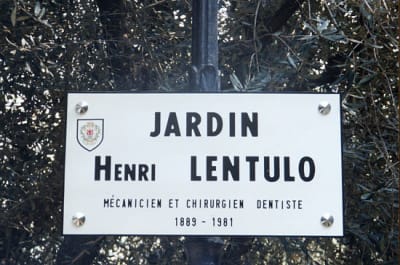 JARDIN
HENRI LENTULO
MÉCANICIEN ET CHIRURGIEN DENTISTE
1889 - 1981